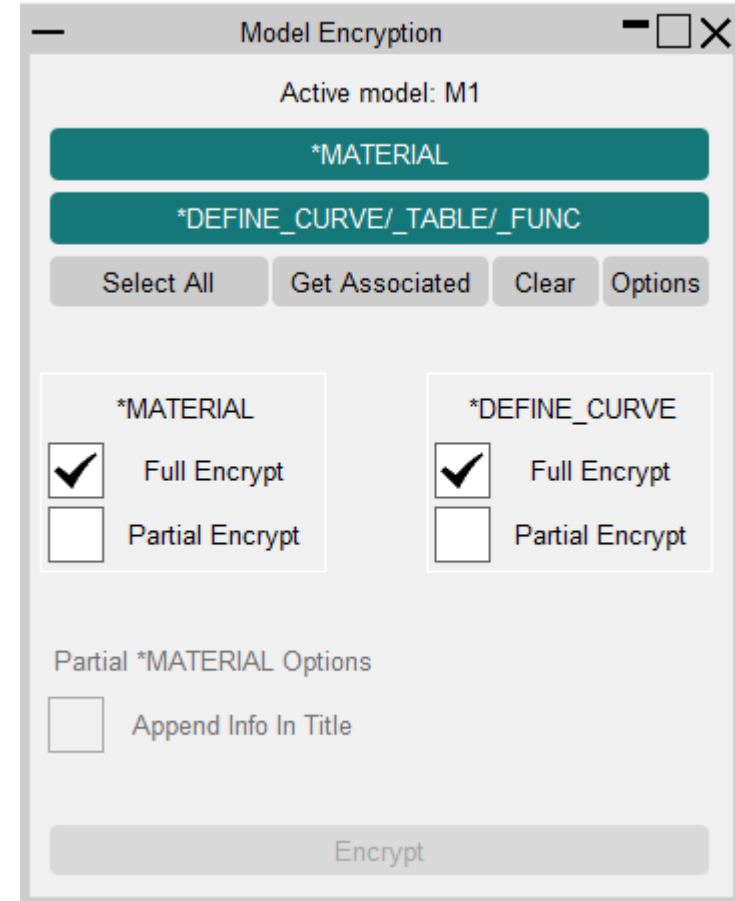 Model Encryption
Active model: M1
*MATERIAL
*DEFINE_CURVE/_TABLE/_FUNC
Select All Get Associated Clear Options
*MATERIAL
Full Encrypt
Partial Encrypt
*DEFINE_CURVE
Full Encrypt
Partial Encrypt
Partial *MATERIAL Options
Append Info In Title
Encrypt